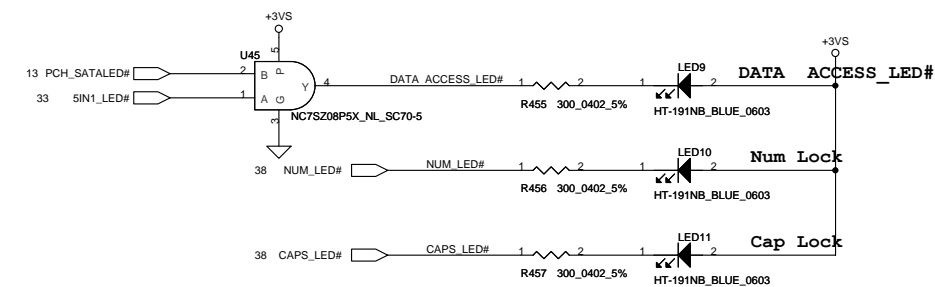 +3VS
+3VS
U45
5
13 PCH_SATALED#
2 B P
Y 4
DATA ACCESS_LED#
1 2
1 LED9 2
DATA ACCESS_LED#
33 5IN1_LED#
1 A G
3
NC7SZ08P5X_NL_SC70-5
R455 300_0402_5%
HT-191NB_BLUE_0603
38 NUM_LED#
NUM_LED#
1 2
1 LED10 2
Num Lock
R456 300_0402_5%
HT-191NB_BLUE_0603
38 CAPS_LED#
CAPS_LED#
1 2
1 LED11 2
Cap Lock
R457 300_0402_5%
HT-191NB_BLUE_0603